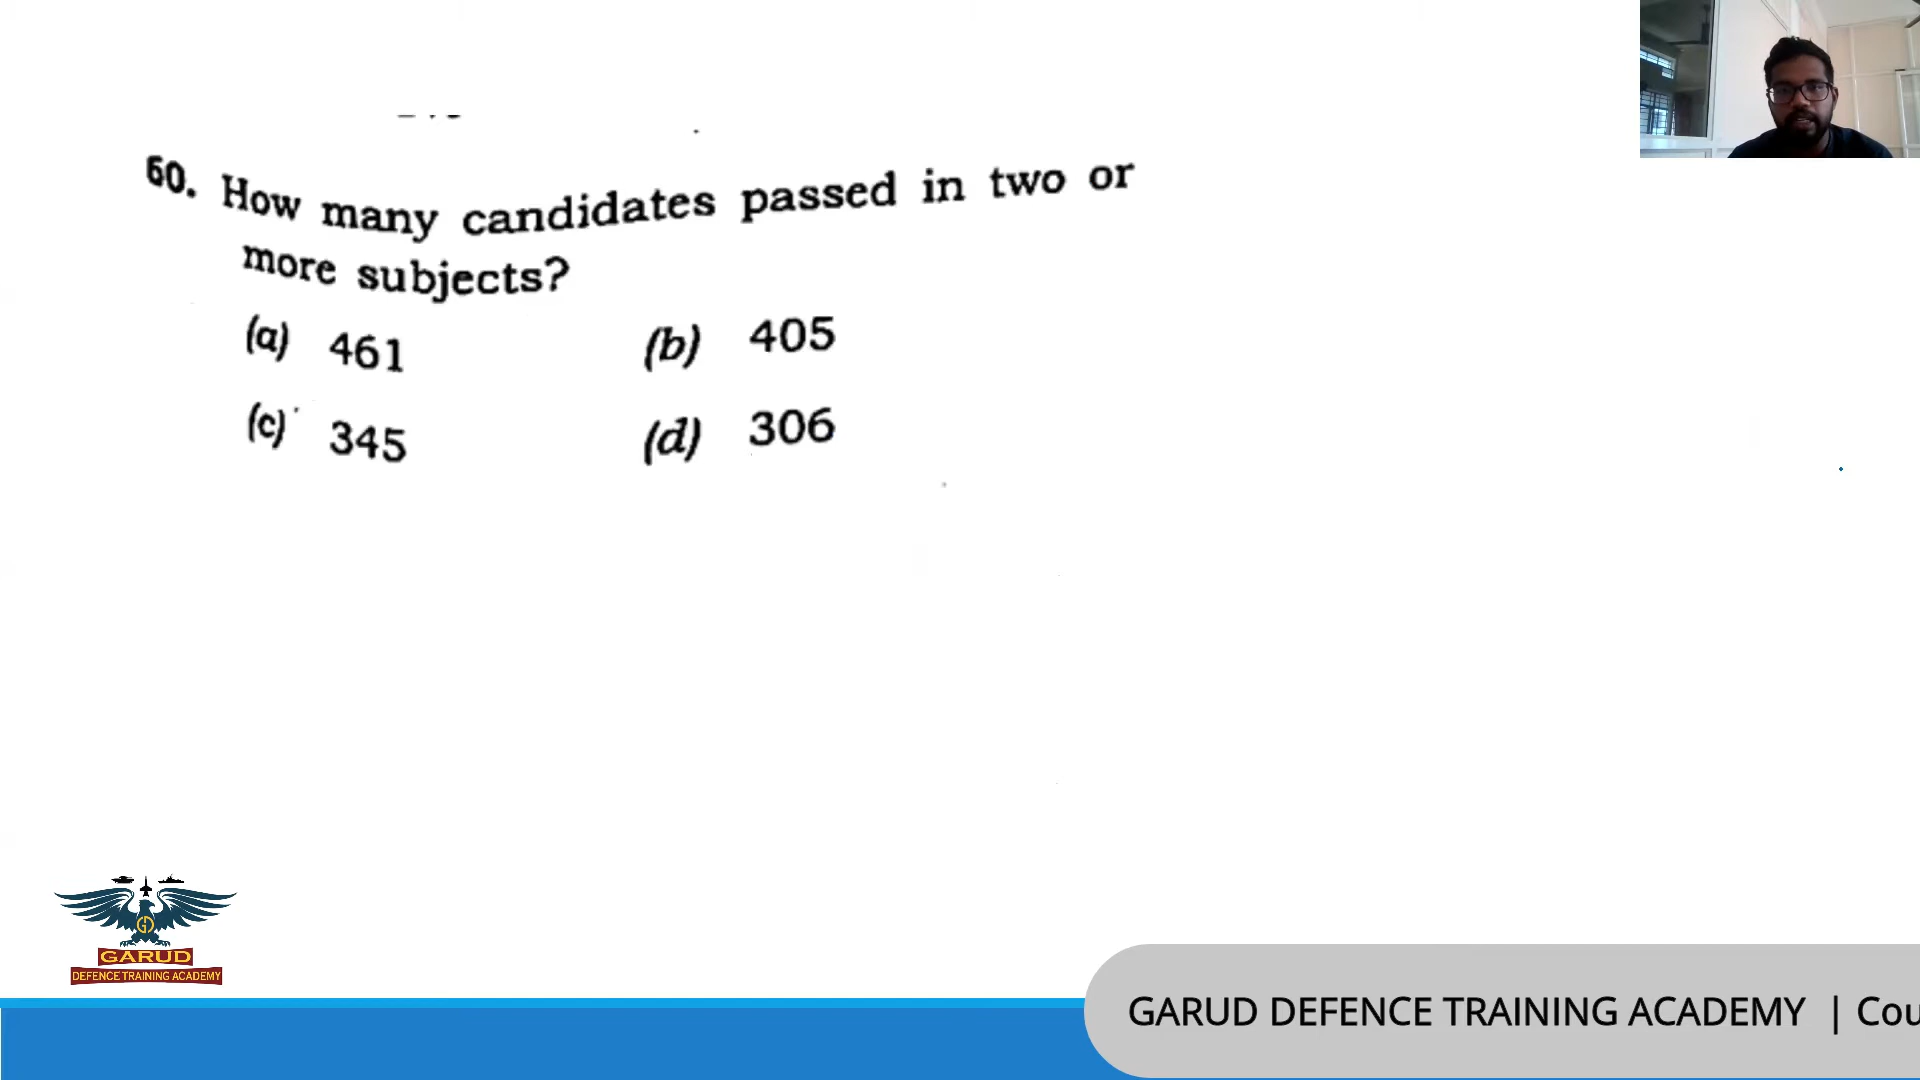 60. How many candidates passed in two or
more subjects?
(a) 461 (b) 405
(c) 345 (d) 306
GARUD
DEFENCE TRAINING ACADEMY
GARUD DEFENCE TRAINING ACADEMY | Cou